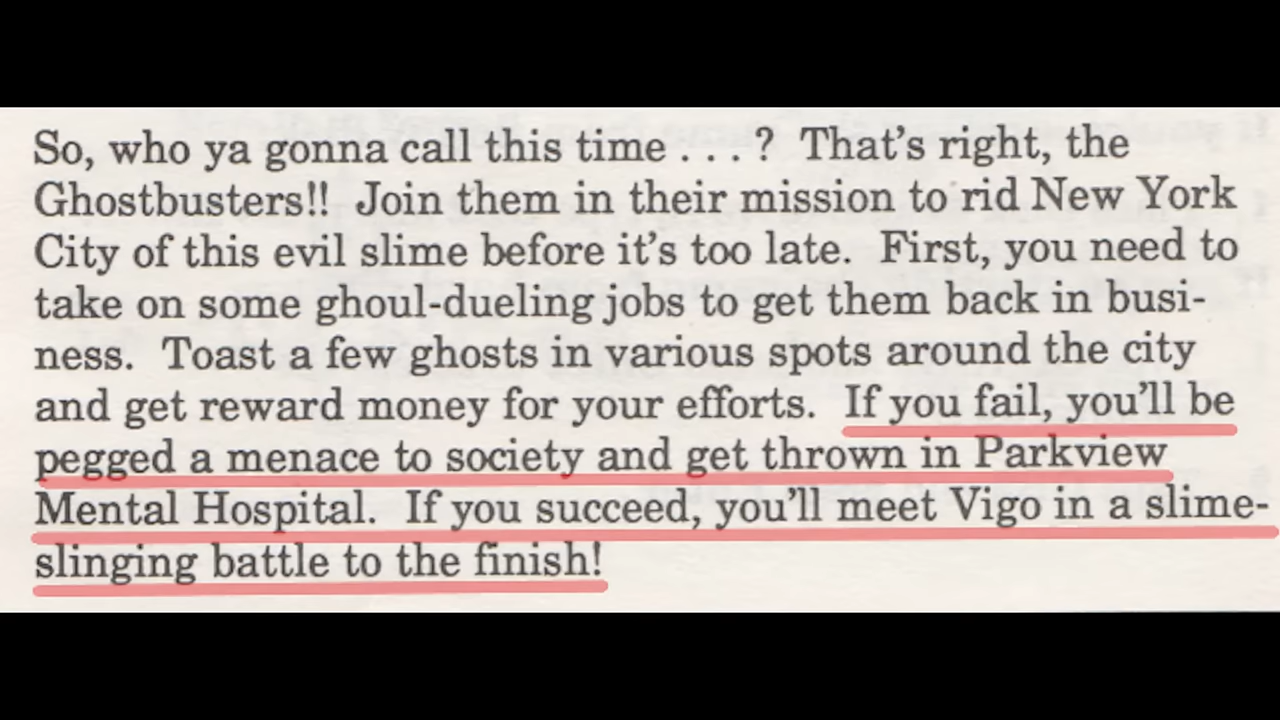 So, who ya gonna call this time . . . ? That's right, the
Ghostbusters!! Join them in their mission to rid New York
City of this evil slime before it's too late. First, you need to
take on some ghoul-dueling jobs to get them back in busi-
ness. Toast a few ghosts in various spots around the city
and get reward money for your efforts. If you fail, you'll be
pegged a menace to society and get thrown in Parkview
Mental Hospital. If you succeed, you'll meet Vigo in a slime-
slinging battle to the finish!